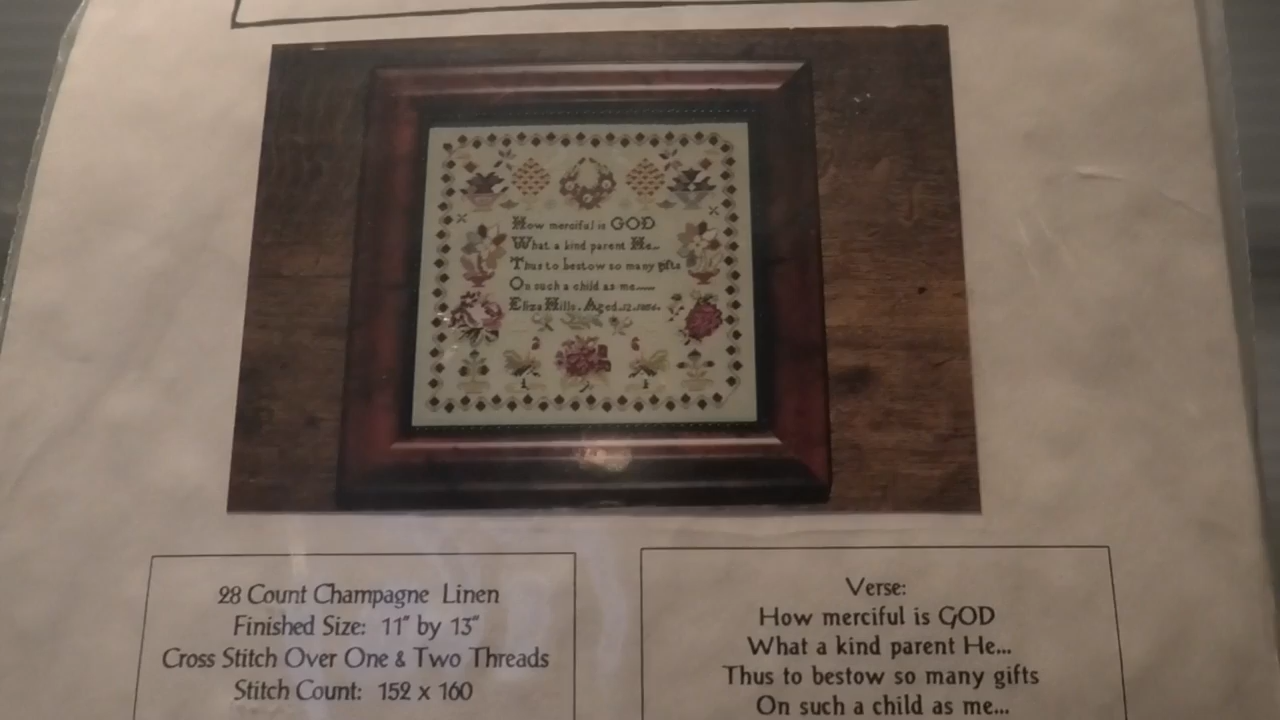 How merciful is GOD
What a kind parent He...
Thus to bestow so many gifts
On such a child as me.....
Eliza Hills. Aged.12.1856.
28 Count Champagne Linen
Finished Size: 11" by 13"
Cross Stitch Over One & Two Threads
Stitch Count: 152 x 160
Verse:
How merciful is GOD
What a kind parent He...
Thus to bestow so many gifts
On such a child as me...